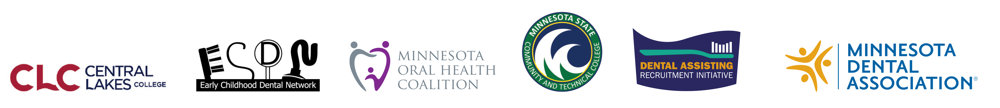 CLC CENTRAL
LAKES COLLEGE
ECDN
Early Childhood Dental Network
MINNESOTA
ORAL HEALTH
COALITION
MINNESOTA STATE
COMMUNITY AND TECHNICAL COLLEGE
DENTAL ASSISTING
RECRUITMENT INITIATIVE
MINNESOTA
DENTAL
ASSOCIATION®